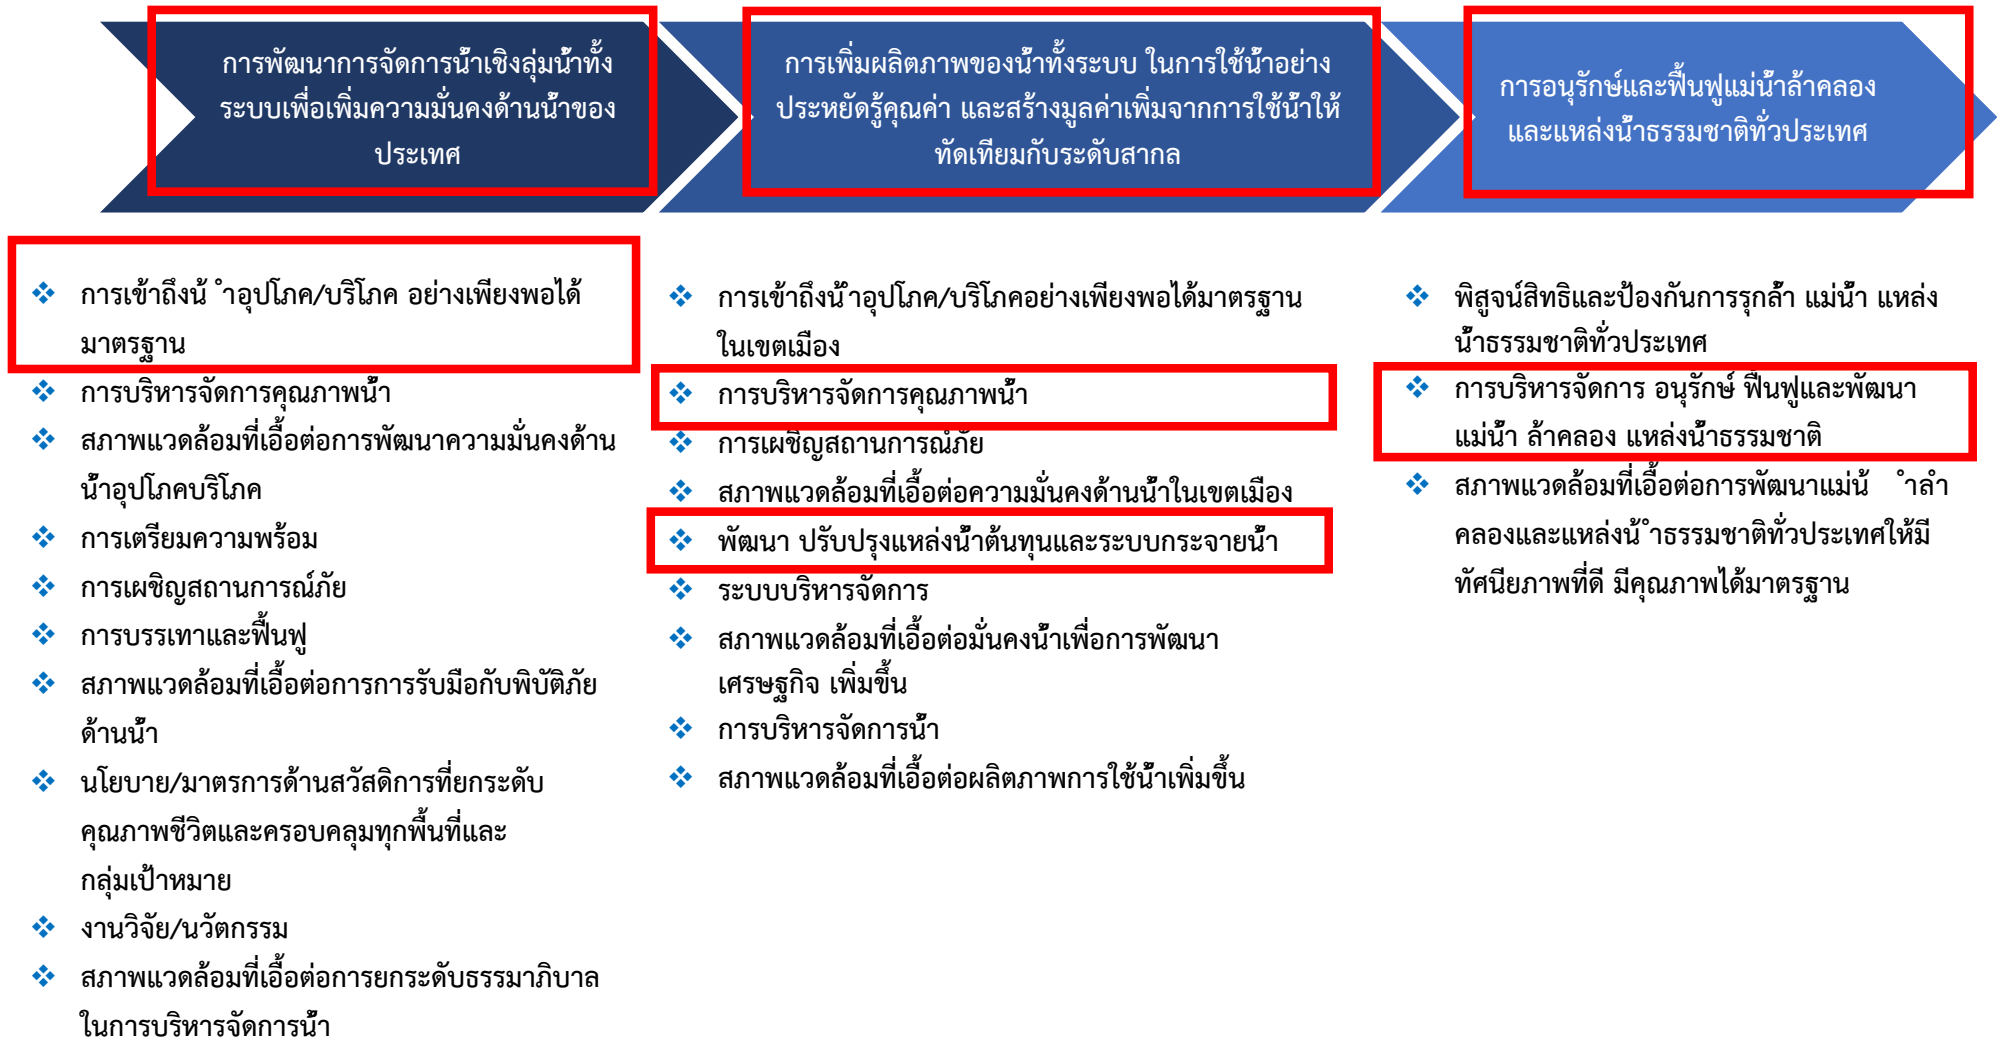 การพัฒนาการจัดการน้ำเชิงลุ่มน้ำทั้ง
ระบบเพื่อเพิ่มความมั่นคงด้านน้ำของ
ประเทศ
การเพิ่มผลิตภาพของน้ำทั้งระบบ ในการใช้น้ำอย่าง
ประหยัดรู้คุณค่า และสร้างมูลค่าเพิ่มจากการใช้น้ำให้
ทัดเทียมกับระดับสากล
การอนุรักษ์และฟื้นฟูแม่น้ำลำคลอง
และแหล่งน้ำธรรมชาติทั่วประเทศ
❖ การเข้าถึงน้ ำอุปโภค/บริโภค อย่างเพียงพอได้
มาตรฐาน
❖ การบริหารจัดการคุณภาพน้ำ
❖ สภาพแวดล้อมที่เอื้อต่อการพัฒนาความมั่นคงด้าน
น้ำอุปโภคบริโภค
❖ การเตรียมความพร้อม
❖ การเผชิญสถานการณ์ภัย
❖ การบรรเทาและฟื้นฟู
❖ สภาพแวดล้อมที่เอื้อต่อการการรับมือกับพิบัติภัย
ด้านน้ำ
❖ นโยบาย/มาตรการด้านสวัสดิการที่ยกระดับ
คุณภาพชีวิตและครอบคลุมทุกพื้นที่และ
กลุ่มเป้าหมาย
❖ งานวิจัย/นวัตกรรม
❖ สภาพแวดล้อมที่เอื้อต่อการยกระดับธรรมาภิบาล
ในการบริหารจัดการน้ำ
❖ การเข้าถึงน้ำอุปโภค/บริโภคอย่างเพียงพอได้มาตรฐาน
ในเขตเมือง
❖ การบริหารจัดการคุณภาพน้ำ
❖ การเผชิญสถานการณ์ภัย
❖ สภาพแวดล้อมที่เอื้อต่อความมั่นคงด้านน้ำในเขตเมือง
❖ พัฒนา ปรับปรุงแหล่งน้ำต้นทุนและระบบกระจายน้ำ
❖ ระบบบริหารจัดการ
❖ สภาพแวดล้อมที่เอื้อต่อมั่นคงน้ำเพื่อการพัฒนา
เศรษฐกิจ เพิ่มขึ้น
❖ การบริหารจัดการน้ำ
❖ สภาพแวดล้อมที่เอื้อต่อผลิตภาพการใช้น้ำเพิ่มขึ้น
❖ พิสูจน์สิทธิและป้องกันการรุกล้ำ แม่น้ำ แหล่ง
น้ำธรรมชาติทั่วประเทศ
❖ การบริหารจัดการ อนุรักษ์ ฟื้นฟูและพัฒนา
แม่น้ำ ลำคลอง แหล่งน้ำธรรมชาติ
❖ สภาพแวดล้อมที่เอื้อต่อการพัฒนาแม่น้ ำลำ
คลองและแหล่งน้ ำธรรมชาติทั่วประเทศให้มี
ทัศนียภาพที่ดี มีคุณภาพได้มาตรฐาน